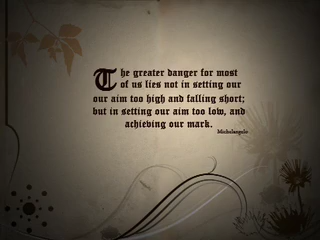 The greater danger for most
of us lies not in setting our
our aim too high and falling short;
but in setting our aim too low, and
achieving our mark.
Michalangelo